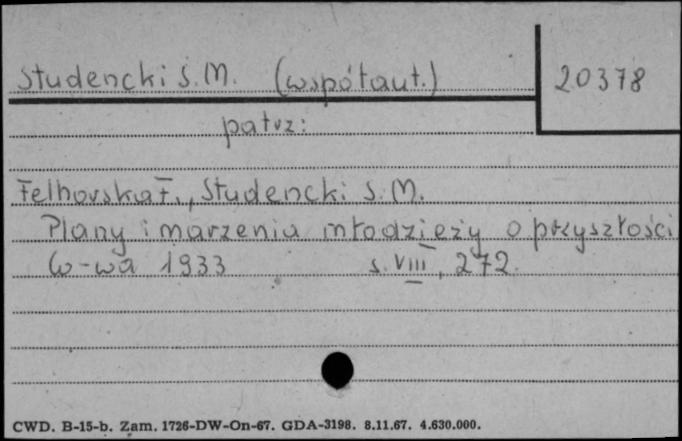 Studencki S.M. (współaut.) 20378
patrz:
Felhorska F., Studencki S.M.
Plany i marzenia młodzieży o przyszłości
W-wa 1933 s. VIII, 272.
CWD. B-15-b. Zam. 1726-DW-On-67. GDA-3198. 8.11.67. 4.630.000.